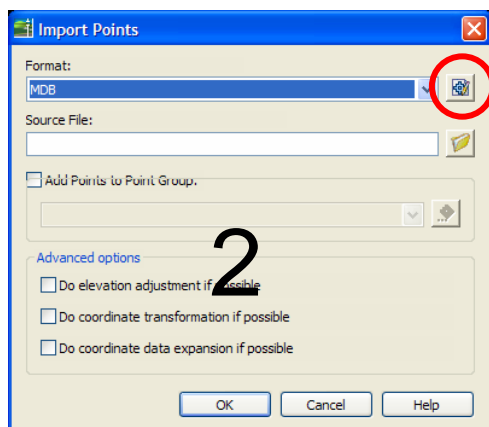 Import Points
Format:
MDB
Source File:
Add Points to Point Group.
2
Advanced options
Do elevation adjustment if possible
Do coordinate transformation if possible
Do coordinate data expansion if possible
OK Cancel Help